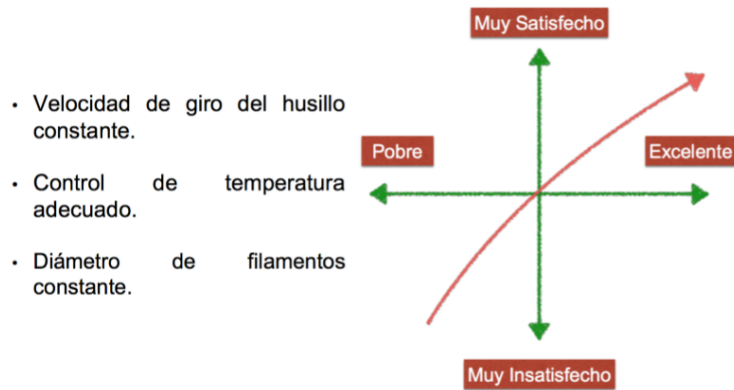 • Velocidad de giro del husillo
constante.
• Control de temperatura
adecuado.
• Diámetro de filamentos
constante.
Muy Satisfecho
Pobre
Excelente
Muy Insatisfecho